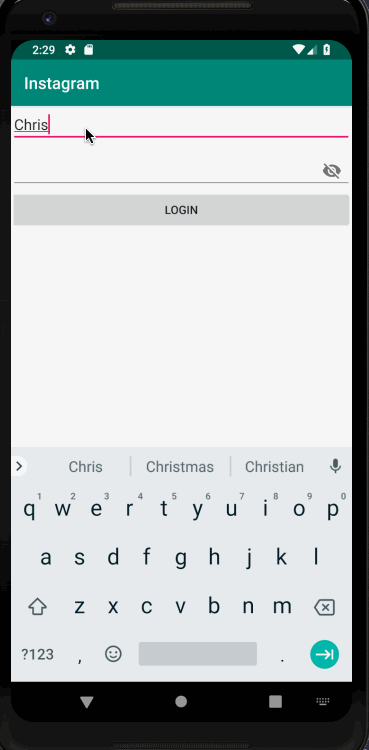 2:29
Instagram
Chris
LOGIN
Chris Christmas Christian
1 2 3 4 5 6 7 8 9 0
q w e r t y u i o p
a s d f g h j k l
z x c v b n m
?123 , .